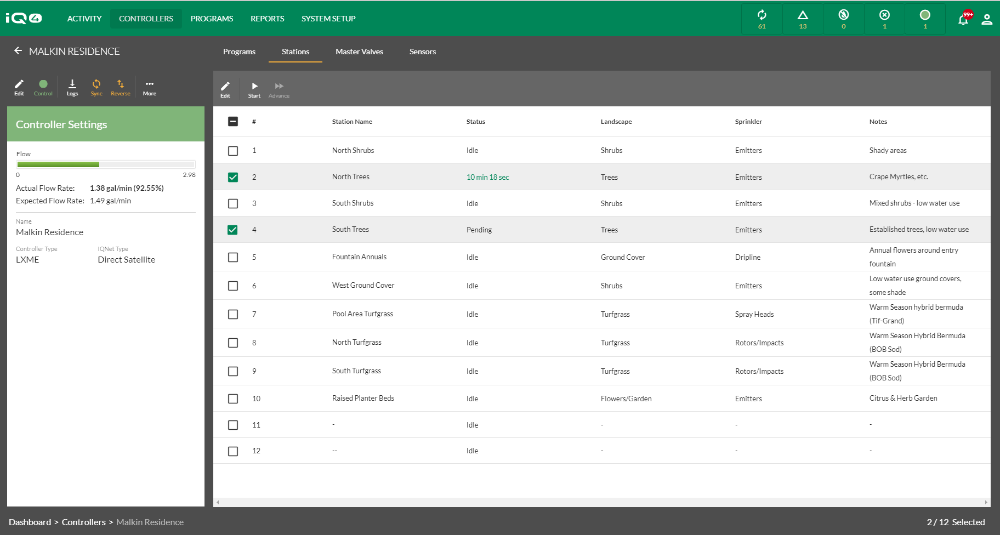 iQ4
ACTIVITY CONTROLLERS PROGRAMS REPORTS SYSTEM SETUP 61 13 0 1 1 99+
MALKIN RESIDENCE
Programs Stations Master Valves Sensors
Edit Control Logs Sync Reverse More
Edit Start Advance
Controller Settings
Flow
0 2.98
Actual Flow Rate: 1.38 gal/min (92.55%)
Expected Flow Rate: 1.49 gal/min
Name
Malkin Residence
Controller Type IQNet Type
LXME Direct Satellite
# Station Name Status Landscape Sprinkler Notes
1 North Shrubs Idle Shrubs Emitters Shady areas
2 North Trees 10 min 18 sec Trees Emitters Crape Myrtles, etc.
3 South Shrubs Idle Shrubs Emitters Mixed shrubs - low water use
4 South Trees Pending Trees Emitters Established trees, low water use
5 Fountain Annuals Idle Ground Cover Dripline Annual flowers around entry
fountain
6 West Ground Cover Idle Shrubs Emitters Low water use ground covers,
some shade
7 Pool Area Turfgrass Idle Turfgrass Spray Heads Warm Season hybrid bermuda
(Tif-Grand)
8 North Turfgrass Idle Turfgrass Rotors/Impacts Warm Season Hybrid Bermuda
(BOB Sod)
9 South Turfgrass Idle Turfgrass Rotors/Impacts Warm Season Hybrid Bermuda
(BOB Sod)
10 Raised Planter Beds Idle Flowers/Garden Emitters Citrus & Herb Garden
11 - Idle - - -
12 -- Idle - - -
Dashboard > Controllers > Malkin Residence 2 / 12 Selected